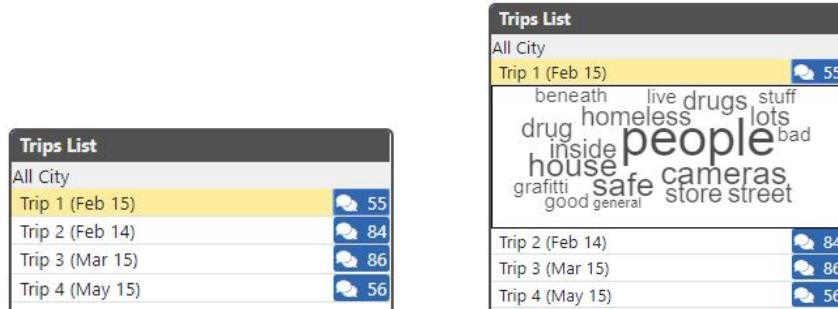 Trips List
All City
Trip 1 (Feb 15) 55
Trip 2 (Feb 14) 84
Trip 3 (Mar 15) 86
Trip 4 (May 15) 56
Trips List
All City
Trip 1 (Feb 15) 55
beneath live drugs stuff
homeless lots
drug people bad
inside
house cameras
grafitti safe store street
good general
Trip 2 (Feb 14) 84
Trip 3 (Mar 15) 86
Trip 4 (May 15) 56